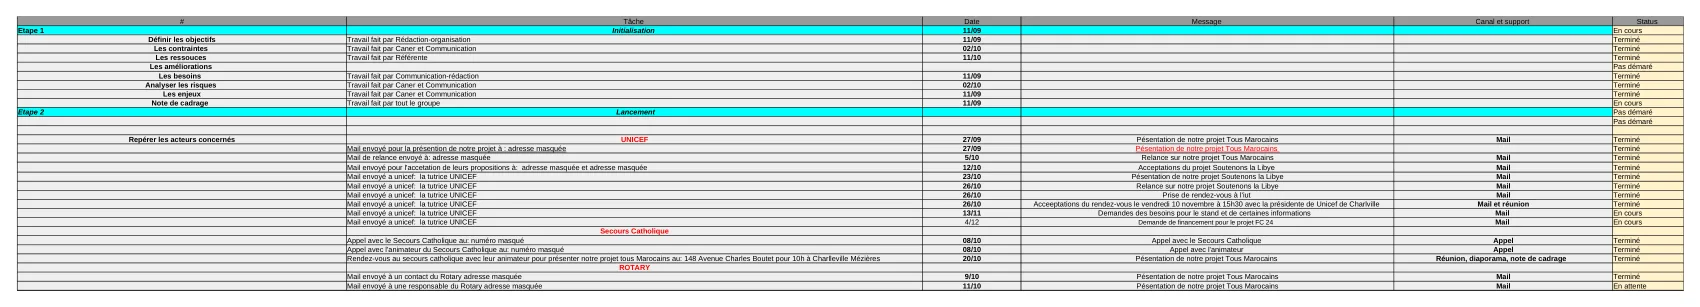 # Tâche Date Message Canal et support Status
Etape 1 Initialisation 11/09 En cours
Définir les objectifs Travail fait par Rédaction-organisation 11/09 Terminé
Les contraintes Travail fait par Caner et Communication 02/10 Terminé
Les ressouces Travail fait par Référente 11/10 Terminé
Les améliorations Pas démaré
Les besoins Travail fait par Communication-rédaction 11/09 Terminé
Analyser les risques Travail fait par Caner et Communication 02/10 Terminé
Les enjeux Travail fait par Caner et Communication 11/09 Terminé
Note de cadrage Travail fait par tout le groupe 11/09 En cours
Etape 2 Lancement Pas démaré
Pas démaré
Repérer les acteurs concernés UNICEF 27/09 Pésentation de notre projet Tous Marocains Mail Terminé
Mail envoyé pour la présention de notre projet à : adresse masquée 27/09 Pésentation de notre projet Tous Marocains Terminé
Mail de relance envoyé à: adresse masquée 5/10 Relance sur notre projet Tous Marocains Mail Terminé
Mail envoyé pour l'accetation de leurs propositions à: adresse masquée et adresse masquée 12/10 Acceptations du projet Soutenons la Libye Mail Terminé
Mail envoyé a unicef: la tutrice UNICEF 23/10 Pésentation de notre projet Soutenons la Libye Mail Terminé
Mail envoyé a unicef: la tutrice UNICEF 26/10 Relance sur notre projet Soutenons la Libye Mail Terminé
Mail envoyé a unicef: la tutrice UNICEF 26/10 Prise de rendez-vous à l'iut Mail Terminé
Mail envoyé a unicef: la tutrice UNICEF 26/10 Acceeptations du rendez-vous le vendredi 10 novembre à 15h30 avec la présidente de Unicef de Charlville Mail et réunion Terminé
Mail envoyé a unicef: la tutrice UNICEF 13/11 Demandes des besoins pour le stand et de certaines informations Mail En cours
Mail envoyé a unicef: la tutrice UNICEF 4/12 Demande de financement pour le projet FC 24 Mail En cours
Secours Catholique
Appel avec le Secours Catholique au: numéro masqué 08/10 Appel avec le Secours Catholique Appel Terminé
Appel avec l'animateur du Secours Catholique au: numéro masqué 08/10 Appel avec l'animateur Appel Terminé
Rendez-vous au secours catholique avec leur animateur pour présenter notre projet tous Marocains au: 148 Avenue Charles Boutet pour 10h à Charlleville Mézières 20/10 Pésentation de notre projet Tous Marocains Réunion, diaporama, note de cadrage Terminé
ROTARY
Mail envoyé à un contact du Rotary adresse masquée 9/10 Pésentation de notre projet Tous Marocains Mail Terminé
Mail envoyé à une responsable du Rotary adresse masquée 11/10 Pésentation de notre projet Tous Marocains Mail En attente